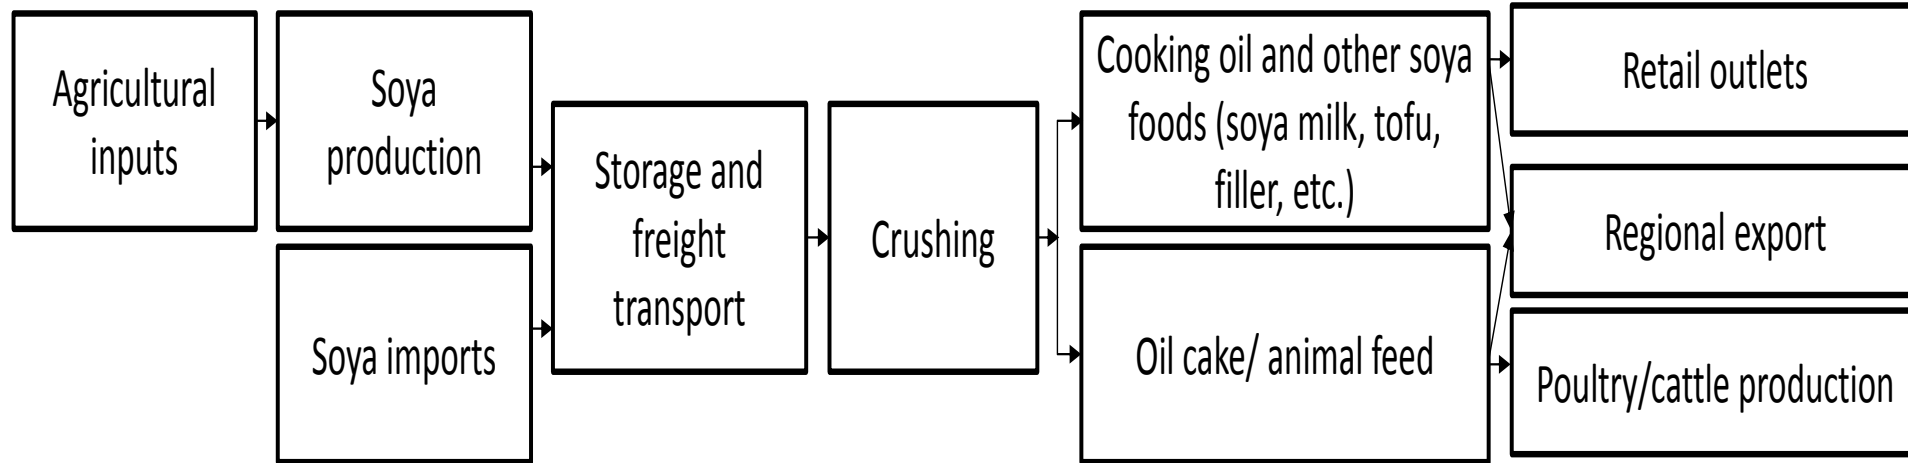 Agricultural
inputs
Soya
production
Soya imports
Storage and
freight
transport
Crushing
Cooking oil and other soya
foods (soya milk, tofu,
filler, etc.)
Oil cake/ animal feed
Retail outlets
Regional export
Poultry/cattle production